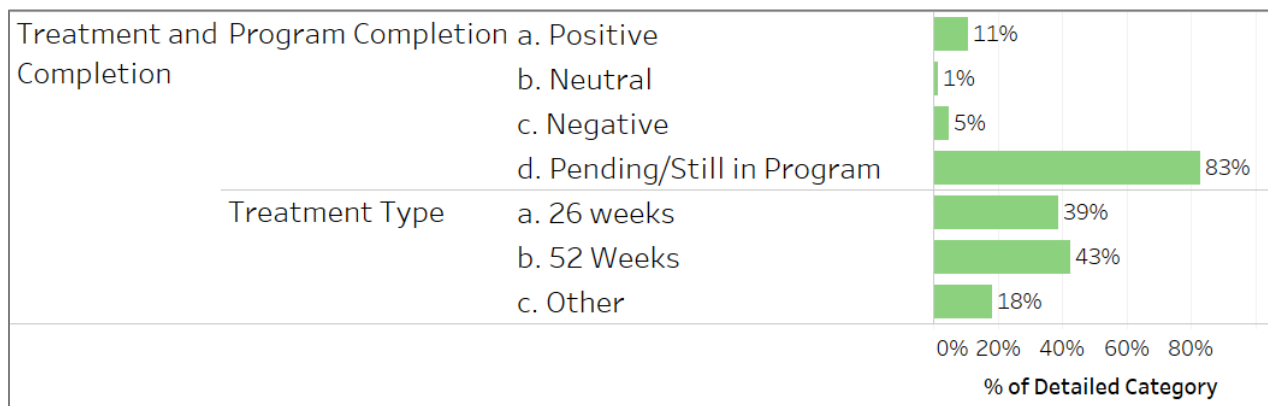 Treatment and Program Completion a. Positive 11%
Completion b. Neutral 1%
c. Negative 5%
d. Pending/Still in Program 83%
Treatment Type a. 26 weeks 39%
b. 52 Weeks 43%
c. Other 18%
0% 20% 40% 60% 80%
% of Detailed Category